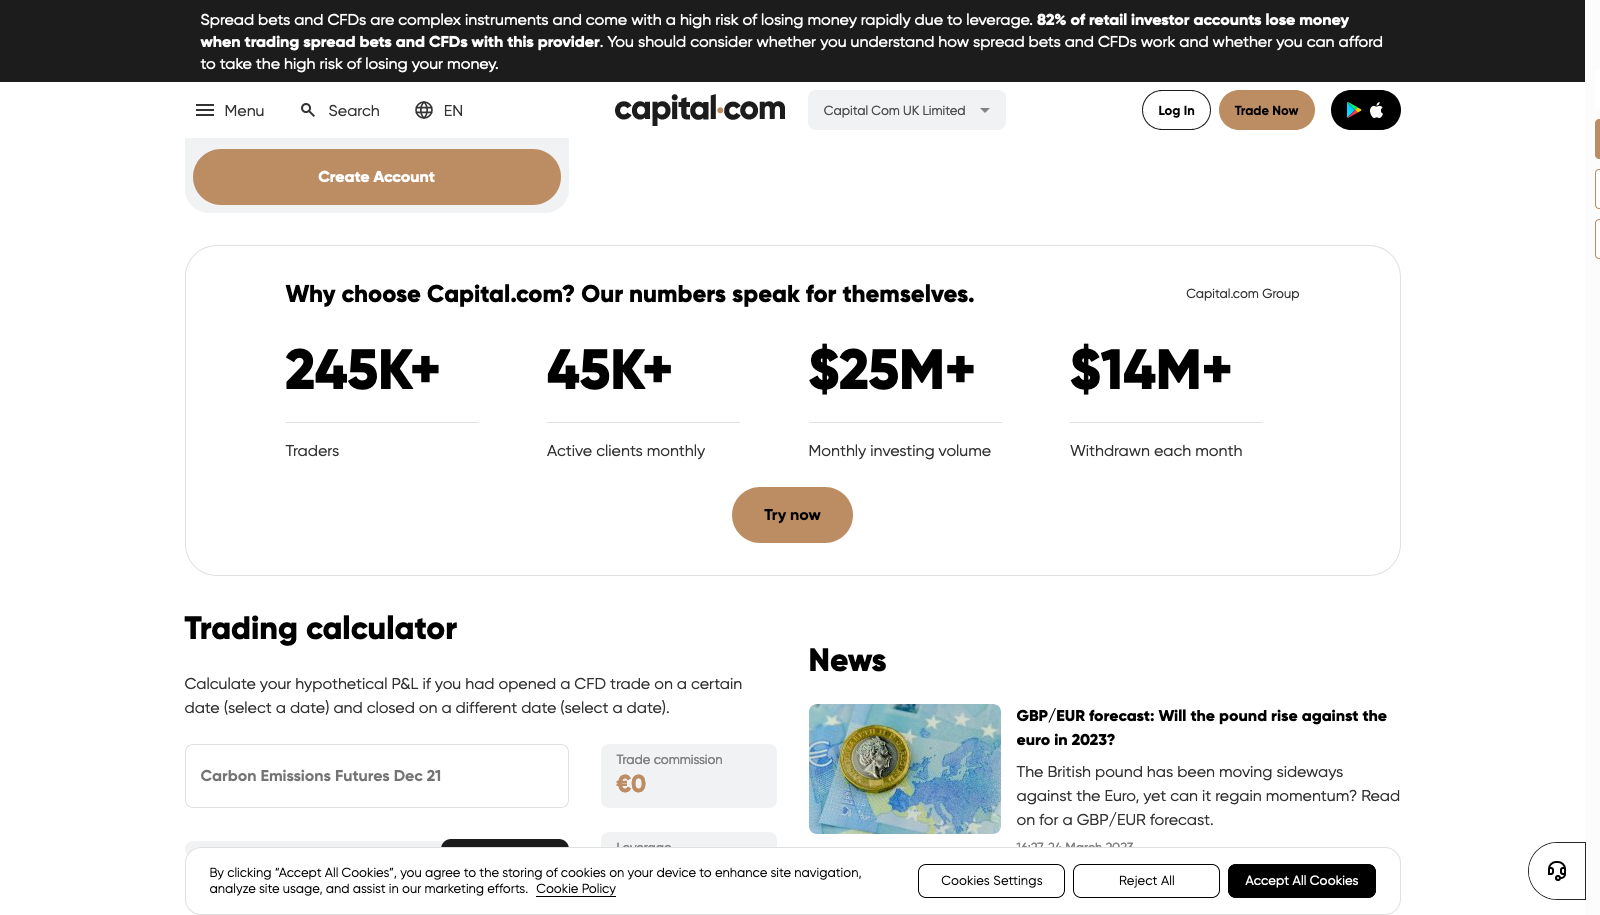 Spread bets and CFDs are complex instruments and come with a high risk of losing money rapidly due to leverage. 82% of retail investor accounts lose money
when trading spread bets and CFDs with this provider. You should consider whether you understand how spread bets and CFDs work and whether you can afford
to take the high risk of losing your money.
Menu
Search
EN
capital.com
Capital Com UK Limited
Log In
Trade Now
Create Account
Why choose Capital.com? Our numbers speak for themselves.
Capital.com Group
245K+
45K+
$25M+
$14M+
Traders
Active clients monthly
Monthly investing volume
Withdrawn each month
Try now
Trading calculator
Calculate your hypothetical P&L if you had opened a CFD trade on a certain
date (select a date) and closed on a different date (select a date).
Carbon Emissions Futures Dec 21
Trade commission
€0
Leverage
News
GBP/EUR forecast: Will the pound rise against the
euro in 2023?
The British pound has been moving sideways
against the Euro, yet can it regain momentum? Read
on for a GBP/EUR forecast.
16:27, 24 March 2023
By clicking “Accept All Cookies”, you agree to the storing of cookies on your device to enhance site navigation,
analyze site usage, and assist in our marketing efforts. Cookie Policy
Cookies Settings
Reject All
Accept All Cookies